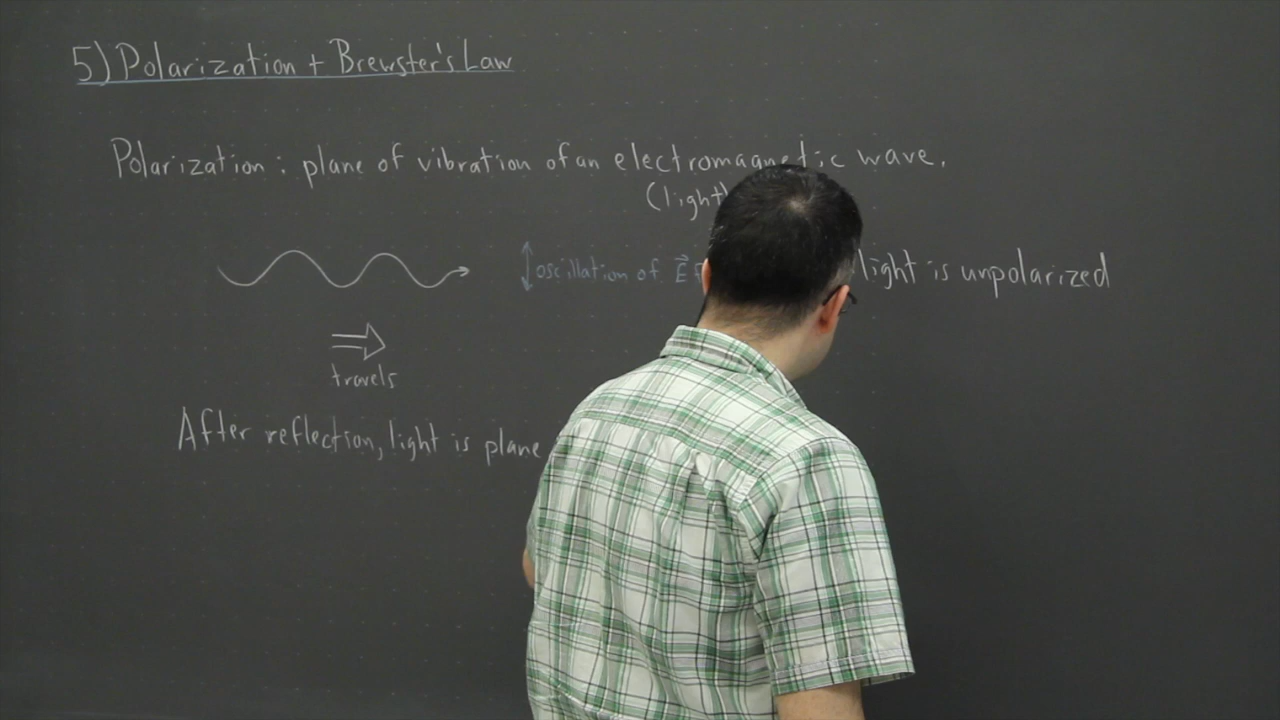 5) Polarization + Brewster's Law
Polarization : plane of vibration of an electromagnetic wave.
(light)
oscillation of E⃗
light is unpolarized
travels
After reflection, light is plane